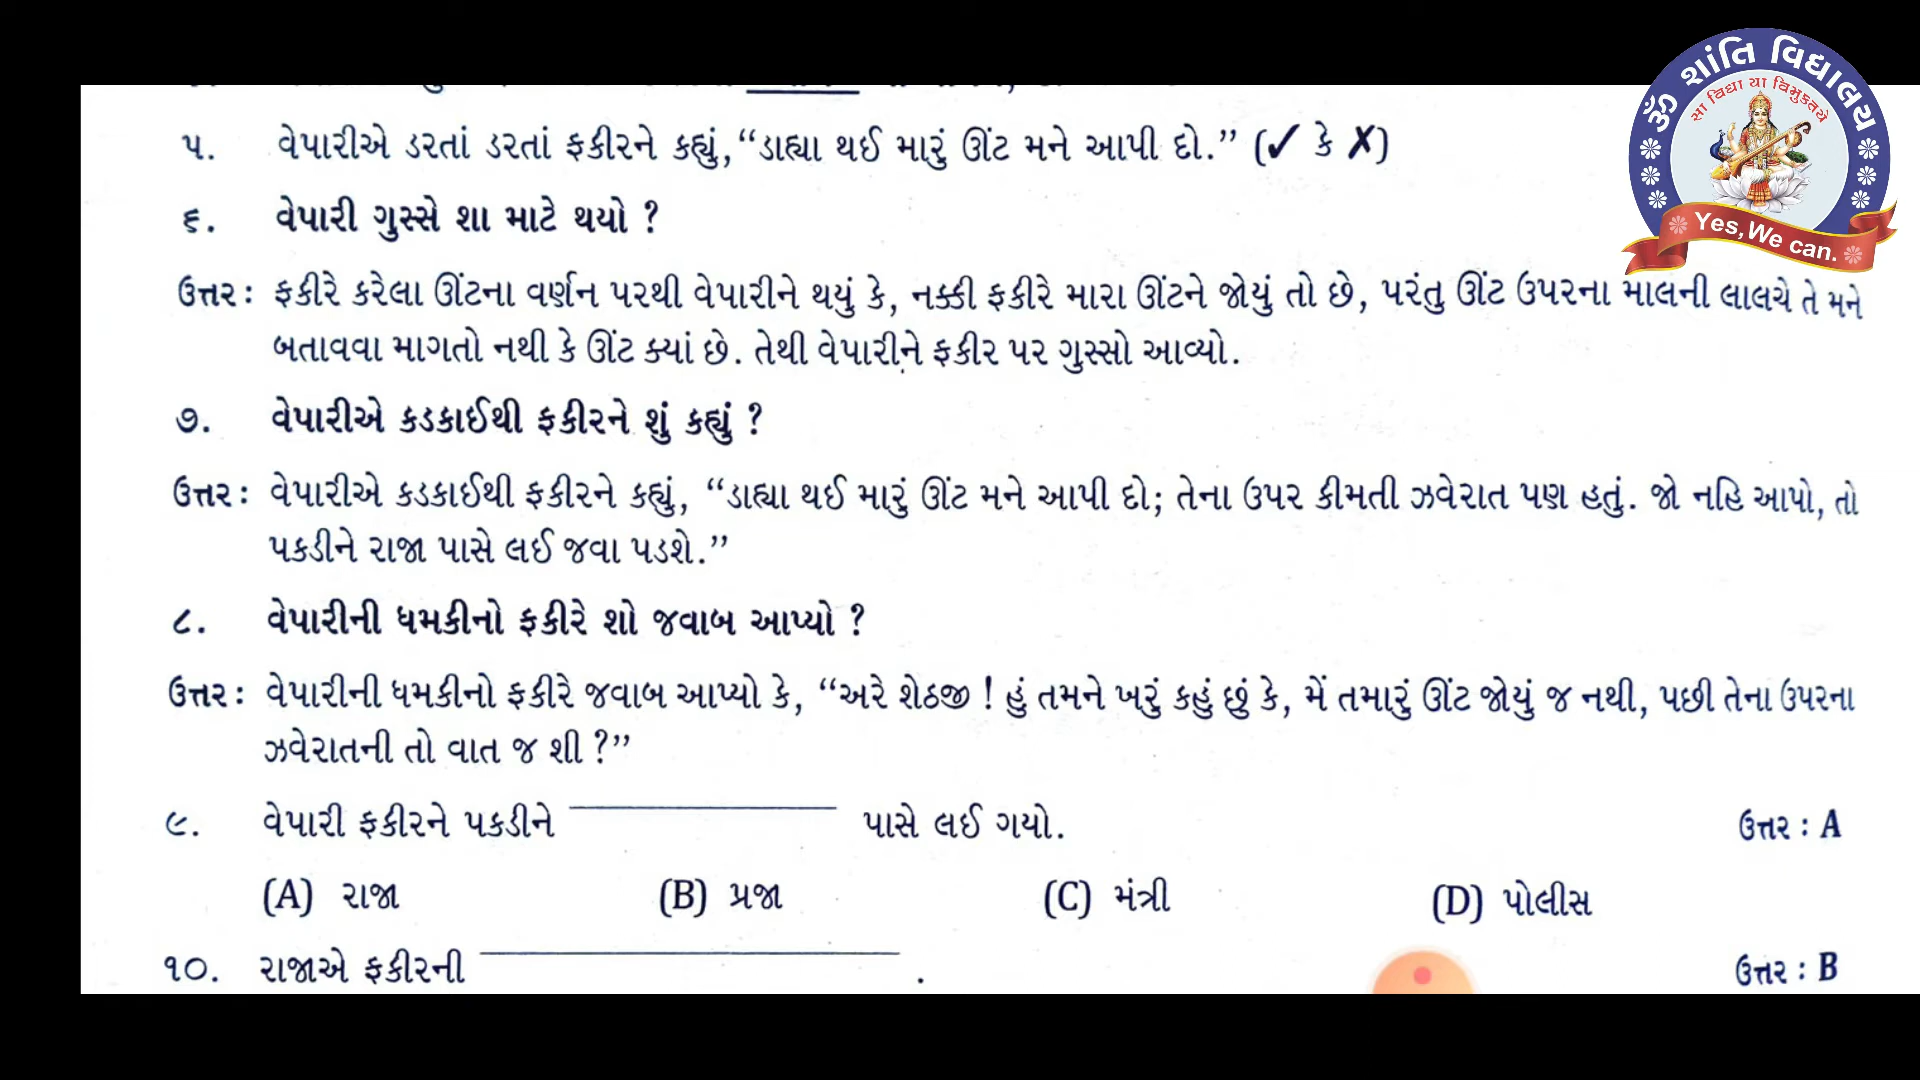 ૐ શાંતિ વિદ્યાલય
સા વિદ્યા યા વિમુક્તયે
Yes,We can.
૫. વેપારીએ ડરતાં ડરતાં ફકીરને કહ્યું, “ડાહ્યા થઈ મારું ઊંટ મને આપી દો.” (✓ કે ✗)
૬. વેપારી ગુસ્સે શા માટે થયો ?
ઉત્તર : ફકીરે કરેલા ઊંટના વર્ણન પરથી વેપારીને થયું કે, નક્કી ફકીરે મારા ઊંટને જોયું તો છે, પરંતુ ઊંટ ઉપરના માલની લાલચે તે મને
બતાવવા માગતો નથી કે ઊંટ ક્યાં છે. તેથી વેપારીને ફકીર પર ગુસ્સો આવ્યો.
૭. વેપારીએ કડકાઈથી ફકીરને શું કહ્યું ?
ઉત્તર : વેપારીએ કડકાઈથી ફકીરને કહ્યું, “ડાહ્યા થઈ મારું ઊંટ મને આપી દો; તેના ઉપર કીમતી ઝવેરાત પણ હતું. જો નહિ આપો, તો
પકડીને રાજા પાસે લઈ જવા પડશે.”
૮. વેપારીની ધમકીનો ફકીરે શો જવાબ આપ્યો ?
ઉત્તર : વેપારીની ધમકીનો ફકીરે જવાબ આપ્યો કે, “અરે શેઠજી ! હું તમને ખરું કહું છું કે, મેં તમારું ઊંટ જોયું જ નથી, પછી તેના ઉપરના
ઝવેરાતની તો વાત જ શી ?”
૯. વેપારી ફકીરને પકડીને ________ પાસે લઈ ગયો. ઉત્તર : A
(A) રાજા (B) પ્રજા (C) મંત્રી (D) પોલીસ
૧૦. રાજાએ ફકીરની ________ . ઉત્તર : B